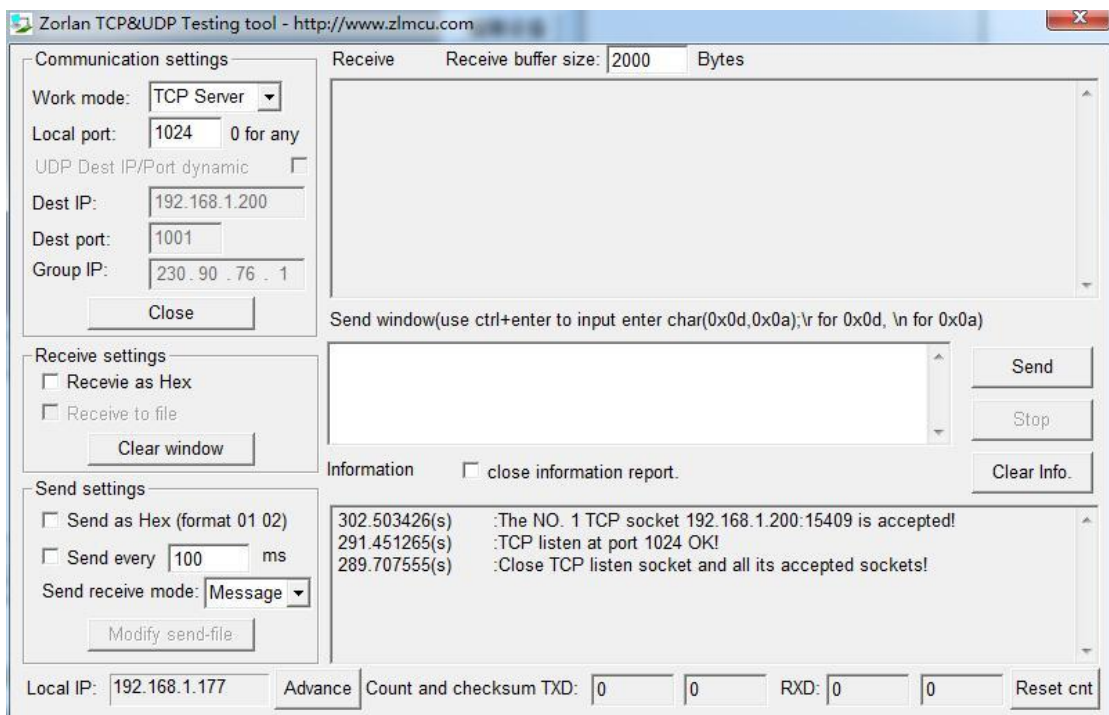 Zorlan TCP&UDP Testing tool - http://www.zlmcu.com
Communication settings
Work mode: TCP Server
Local port: 1024 0 for any
UDP Dest IP/Port dynamic
Dest IP: 192.168.1.200
Dest port: 1001
Group IP: 230 . 90 . 76 . 1
Close
Receive settings
Recevie as Hex
Receive to file
Clear window
Send settings
Send as Hex (format 01 02)
Send every 100 ms
Send receive mode: Message
Modify send-file
Receive Receive buffer size: 2000 Bytes
Send window(use ctrl+enter to input enter char(0x0d,0x0a);\r for 0x0d, \n for 0x0a)
Send
Stop
Information close information report. Clear Info.
302.503426(s) :The NO. 1 TCP socket 192.168.1.200:15409 is accepted!
291.451265(s) :TCP listen at port 1024 OK!
289.707555(s) :Close TCP listen socket and all its accepted sockets!
Local IP: 192.168.1.177 Advance Count and checksum TXD: 0 0 RXD: 0 0 Reset cnt